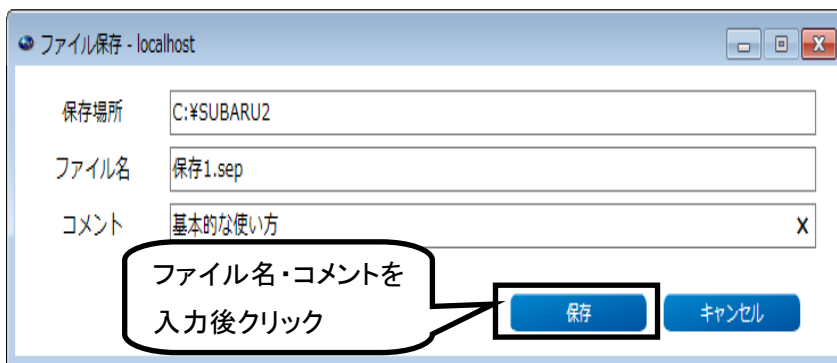 ファイル保存 - localhost
保存場所 C:¥SUBARU2
ファイル名 保存1.sep
コメント 基本的な使い方 X
ファイル名・コメントを
入力後クリック
保存 キャンセル